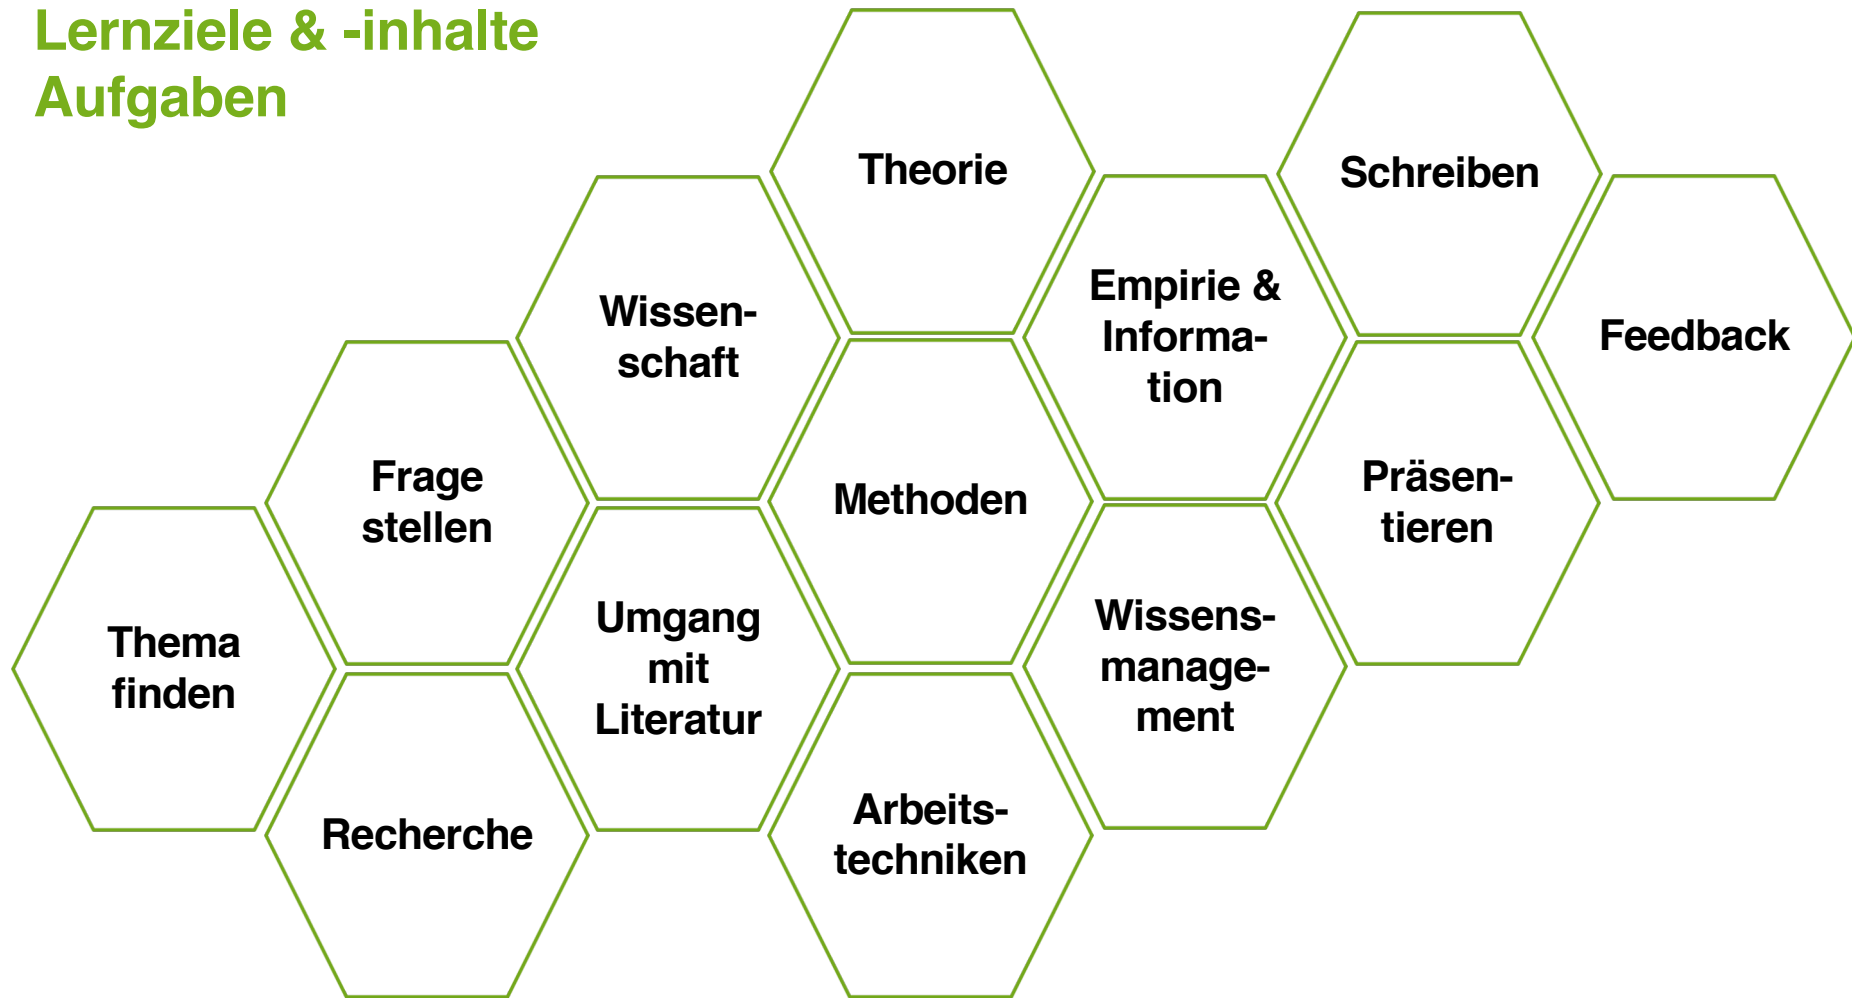 Lernziele & -inhalte
Aufgaben
Thema
finden
Frage
stellen
Recherche
Wissen-
schaft
Umgang
mit
Literatur
Theorie
Methoden
Arbeits-
techniken
Empirie &
Informa-
tion
Wissens-
manage-
ment
Schreiben
Präsen-
tieren
Feedback